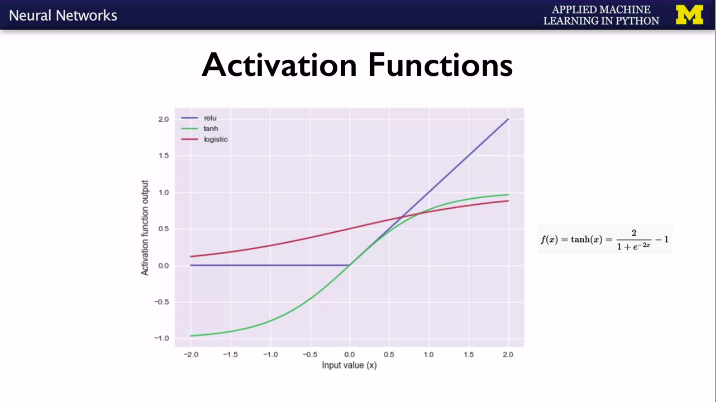 Neural Networks
APPLIED MACHINE
LEARNING IN PYTHON
M
Activation Functions
relu
tanh
logistic
2.0
1.5
1.0
0.5
0.0
−0.5
−1.0
Activation function output
−2.0 −1.5 −1.0 −0.5 0.0 0.5 1.0 1.5 2.0
Input value (x)
f(x) = tanh(x) = 2 / (1 + e^{−2x}) − 1